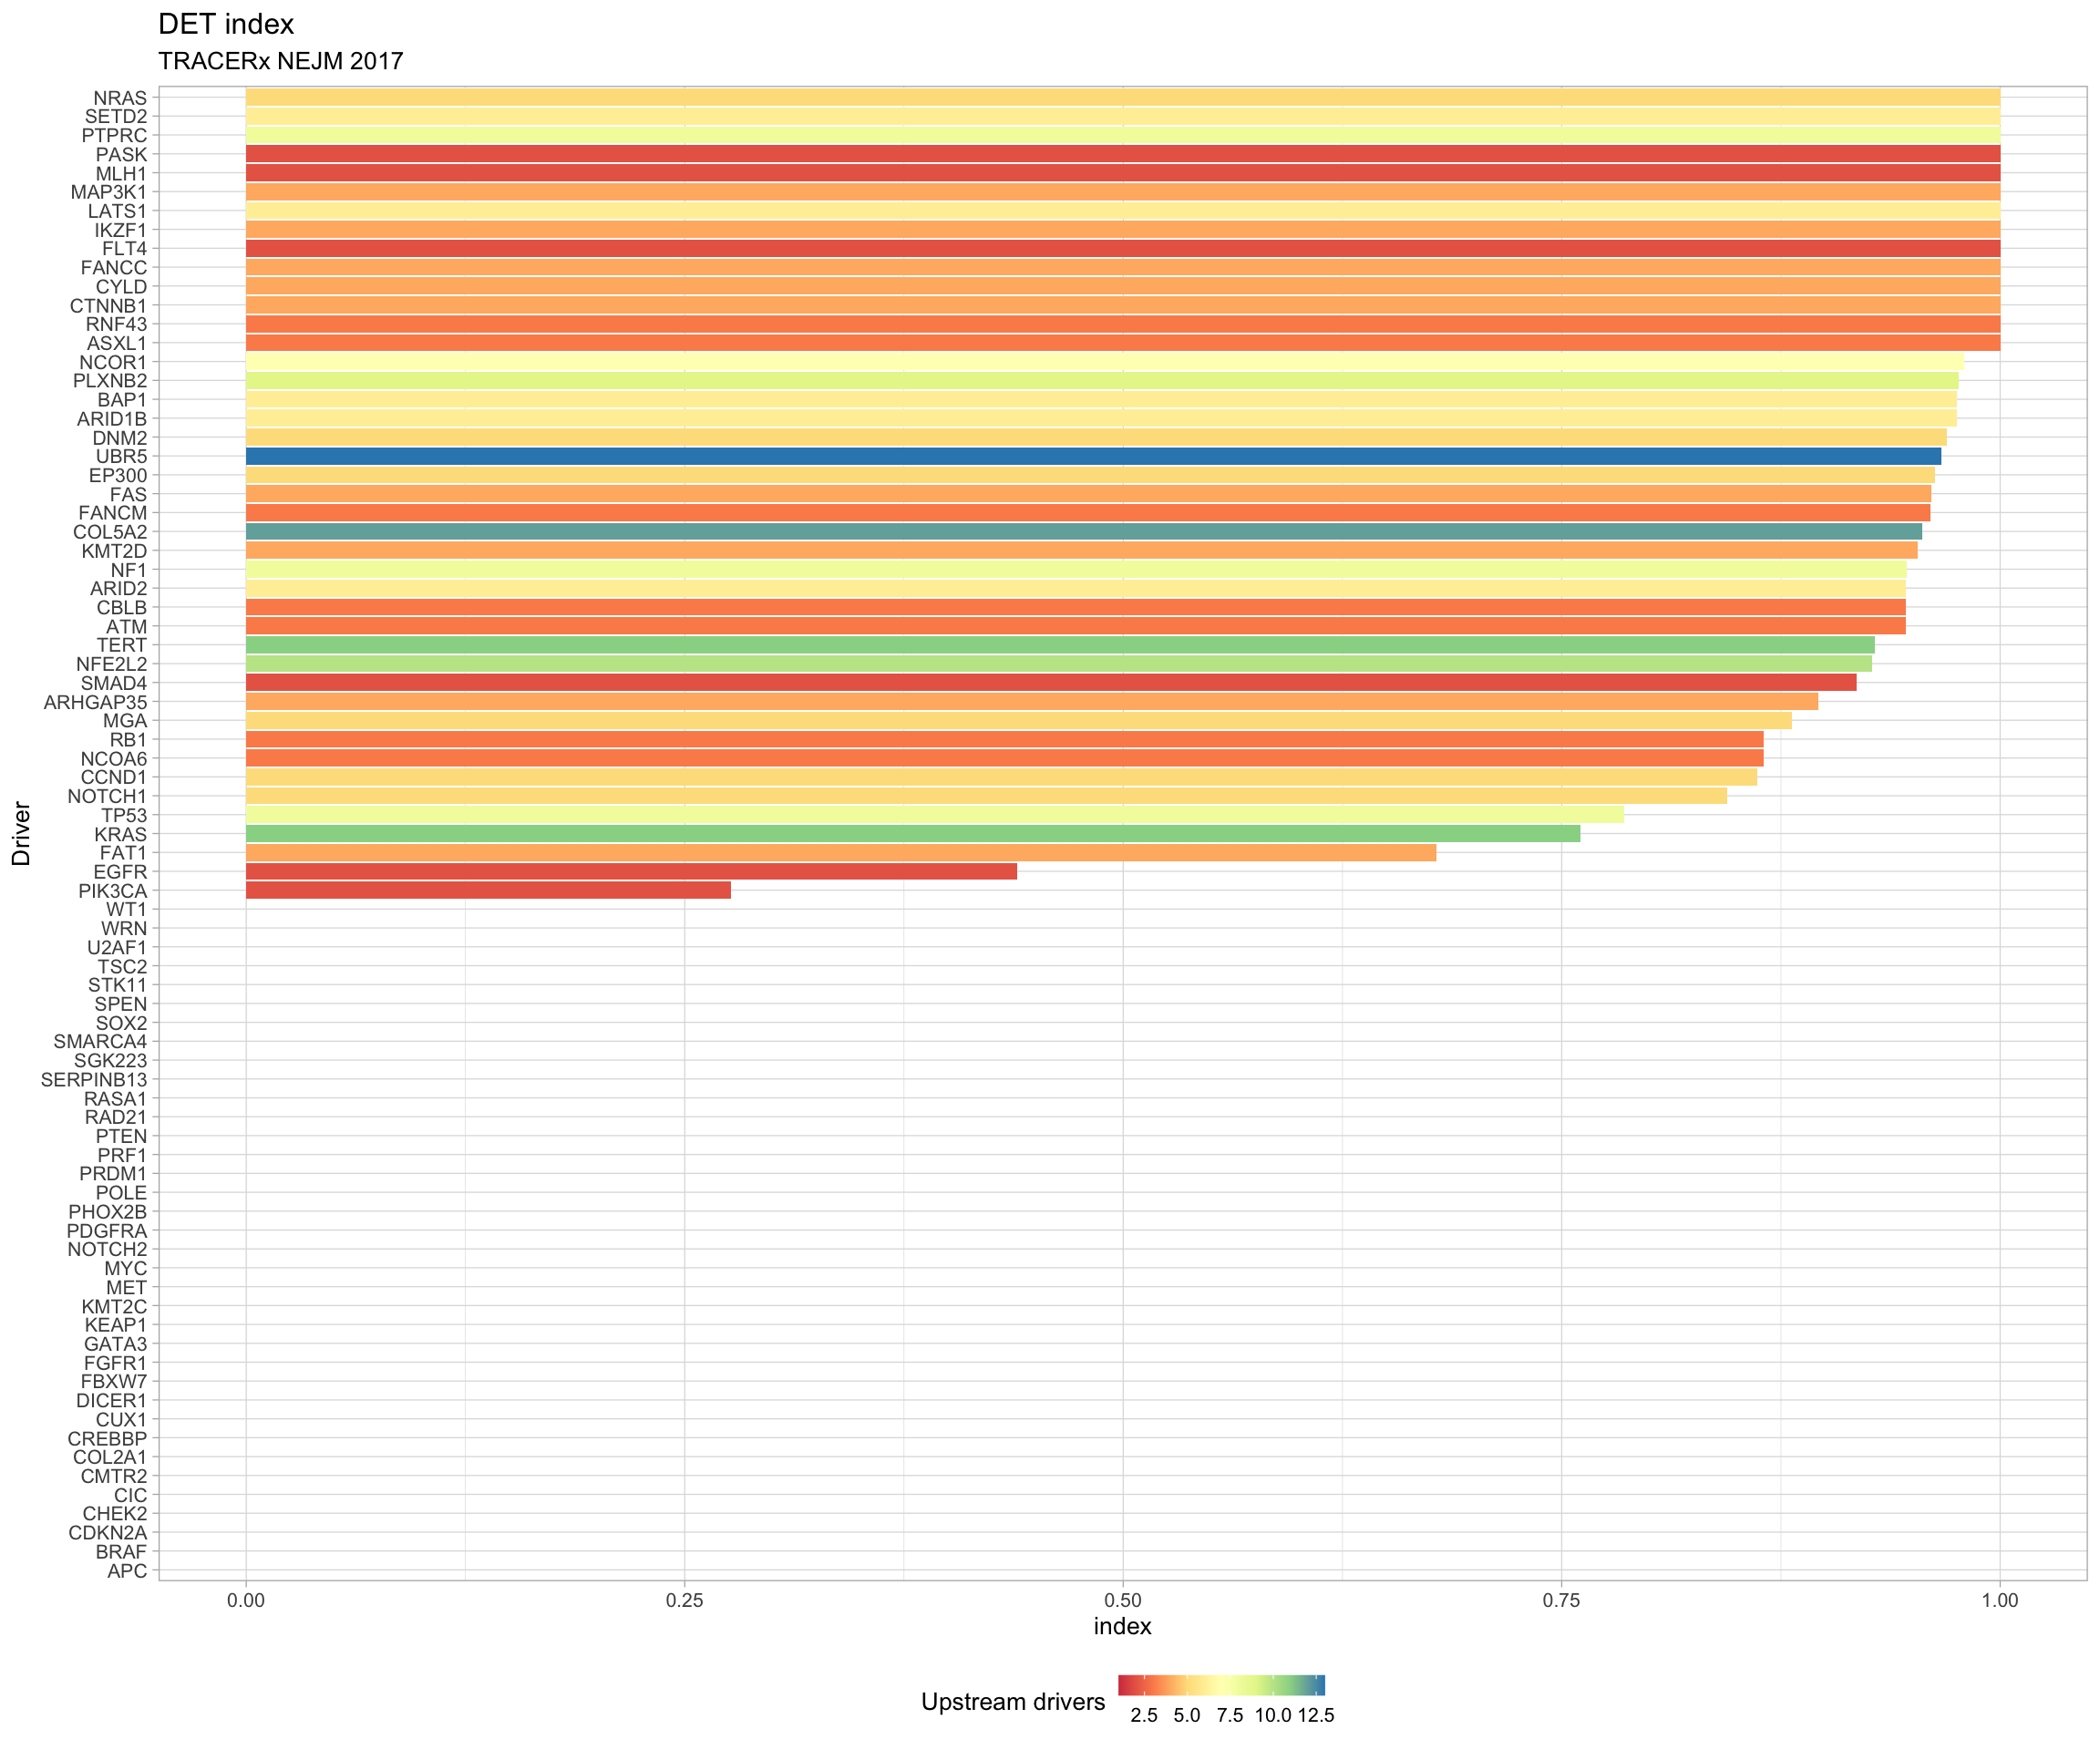 DET index
TRACERx NEJM 2017
NRAS
SETD2
PTPRC
PASK
MLH1
MAP3K1
LATS1
IKZF1
FLT4
FANCC
CYLD
CTNNB1
RNF43
ASXL1
NCOR1
PLXNB2
BAP1
ARID1B
DNM2
UBR5
EP300
FAS
FANCM
COL5A2
KMT2D
NF1
ARID2
CBLB
ATM
TERT
NFE2L2
SMAD4
ARHGAP35
MGA
RB1
NCOA6
CCND1
NOTCH1
TP53
KRAS
FAT1
EGFR
PIK3CA
WT1
WRN
U2AF1
TSC2
STK11
SPEN
SOX2
SMARCA4
SGK223
SERPINB13
RASA1
RAD21
PTEN
PRF1
PRDM1
POLE
PHOX2B
PDGFRA
NOTCH2
MYC
MET
KMT2C
KEAP1
GATA3
FGFR1
FBXW7
DICER1
CUX1
CREBBP
COL2A1
CMTR2
CIC
CHEK2
CDKN2A
BRAF
APC
Driver
0.00 0.25 0.50 0.75 1.00
index
Upstream drivers
2.5 5.0 7.5 10.0 12.5